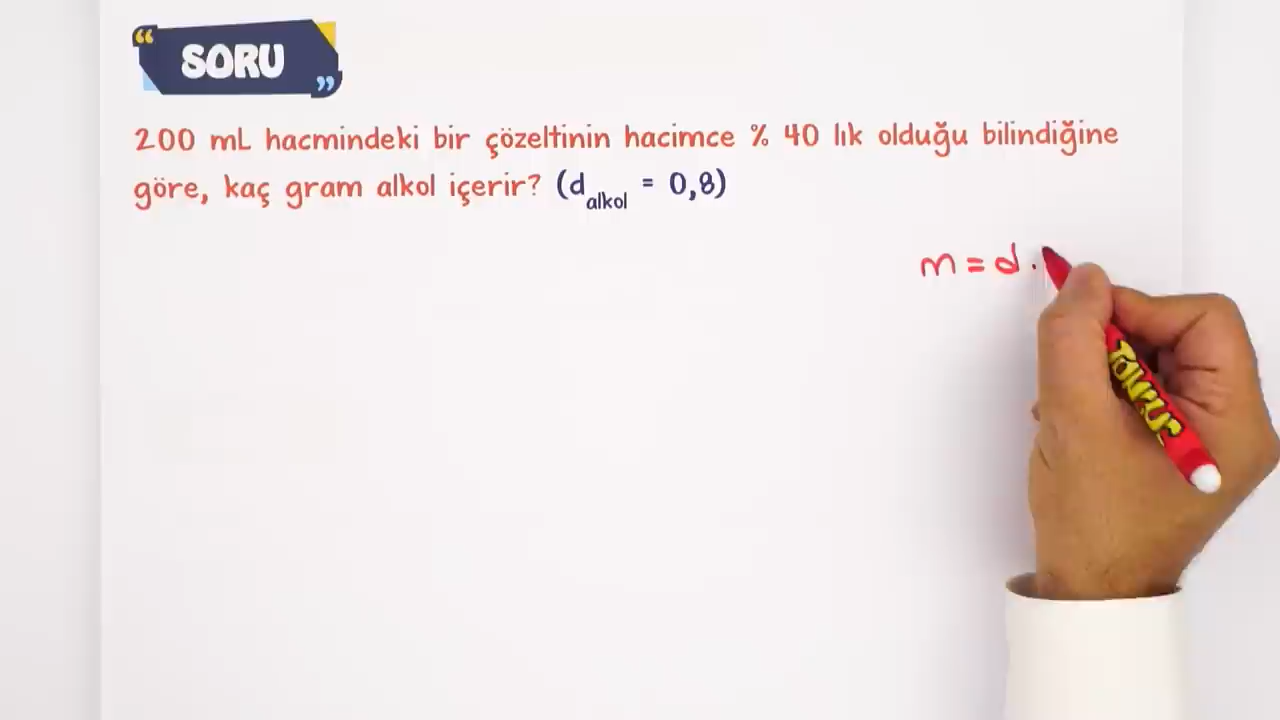 “ SORU ”
200 mL hacmindeki bir çözeltinin hacimce % 40 lık olduğu bilindiğine
göre, kaç gram alkol içerir? (d alkol = 0,8)
m = d .